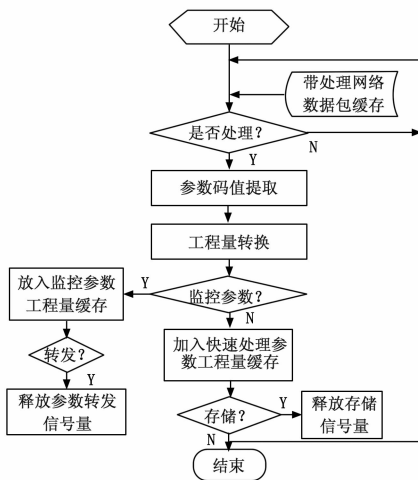 开始
带处理网络
数据包缓存
是否处理？
N
Y
参数码值提取
工程量转换
放入监控参数
工程量缓存
Y
监控参数？
N
转发？
Y
加入快速处理参
数工程量缓存
释放参数转发
信号量
存储？
Y
释放存储
信号量
N
结束